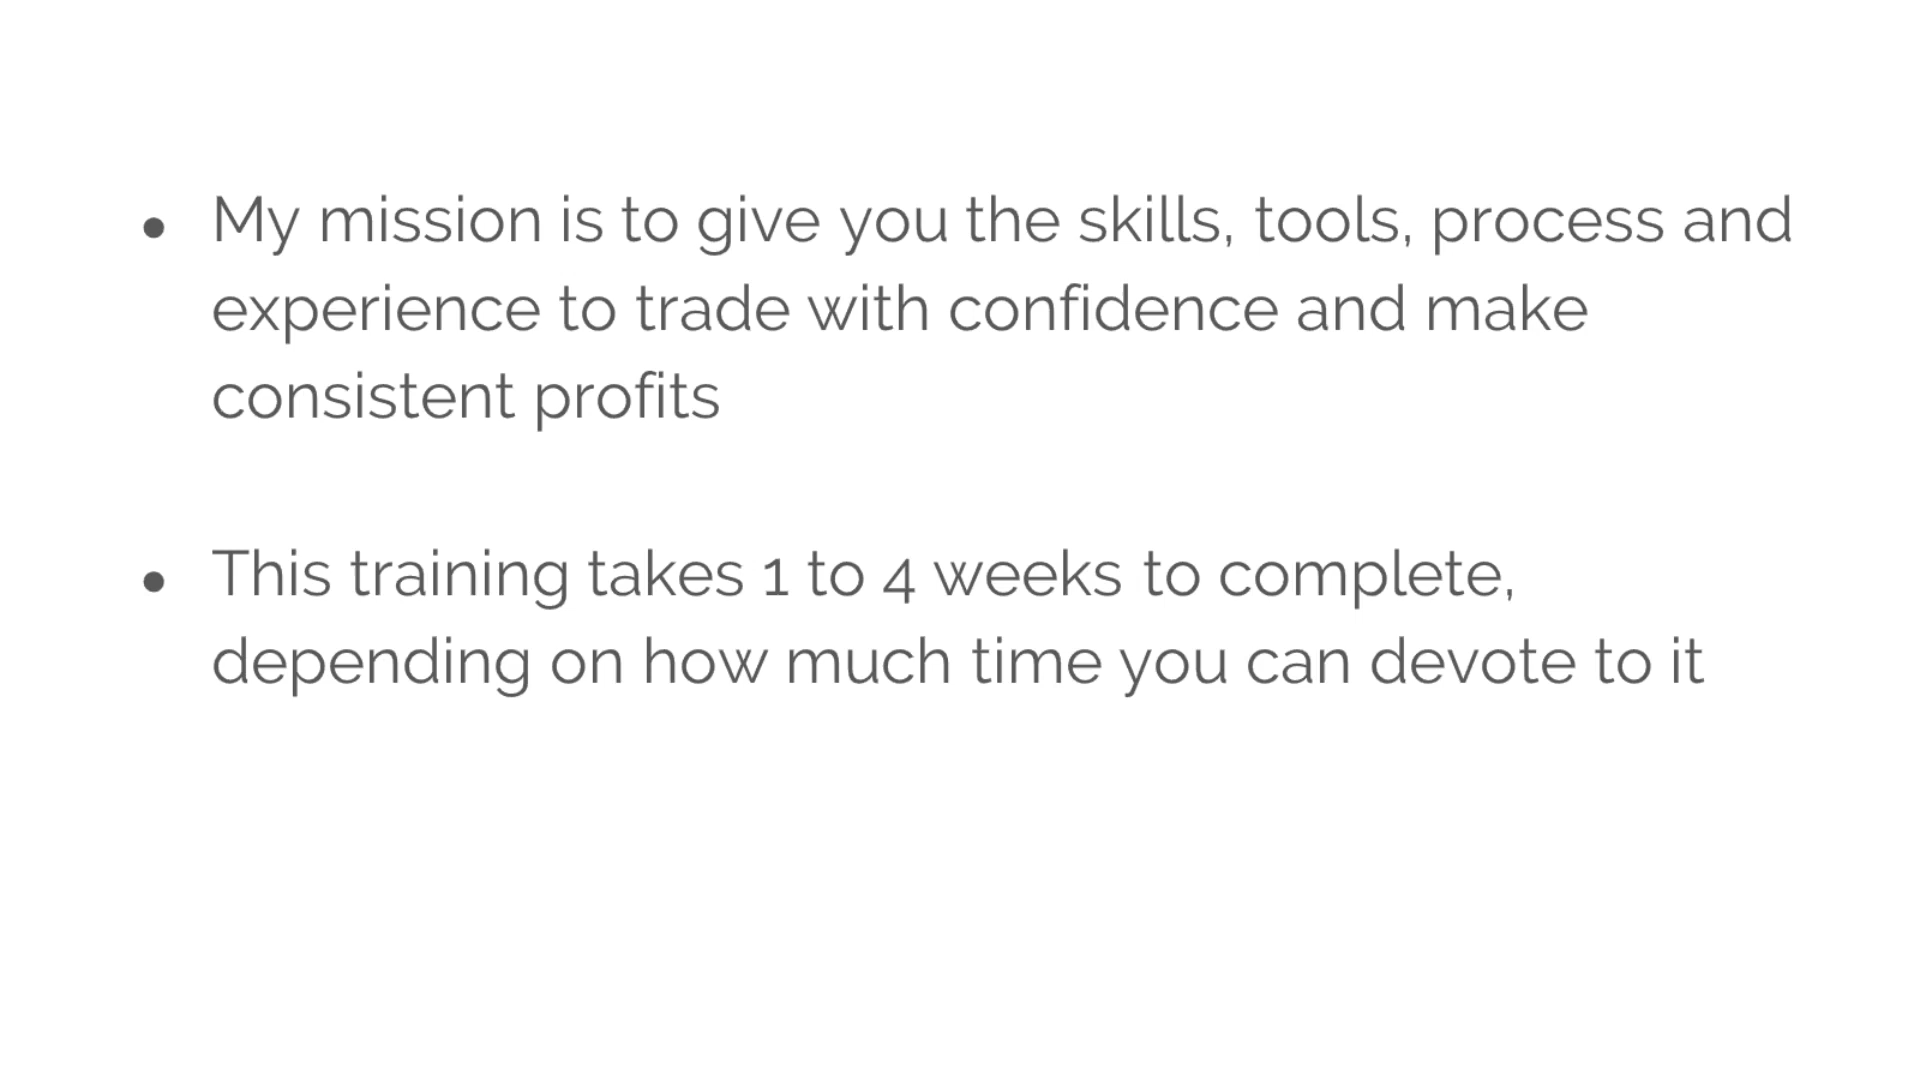 • My mission is to give you the skills, tools, process and
experience to trade with confidence and make
consistent profits
• This training takes 1 to 4 weeks to complete,
depending on how much time you can devote to it